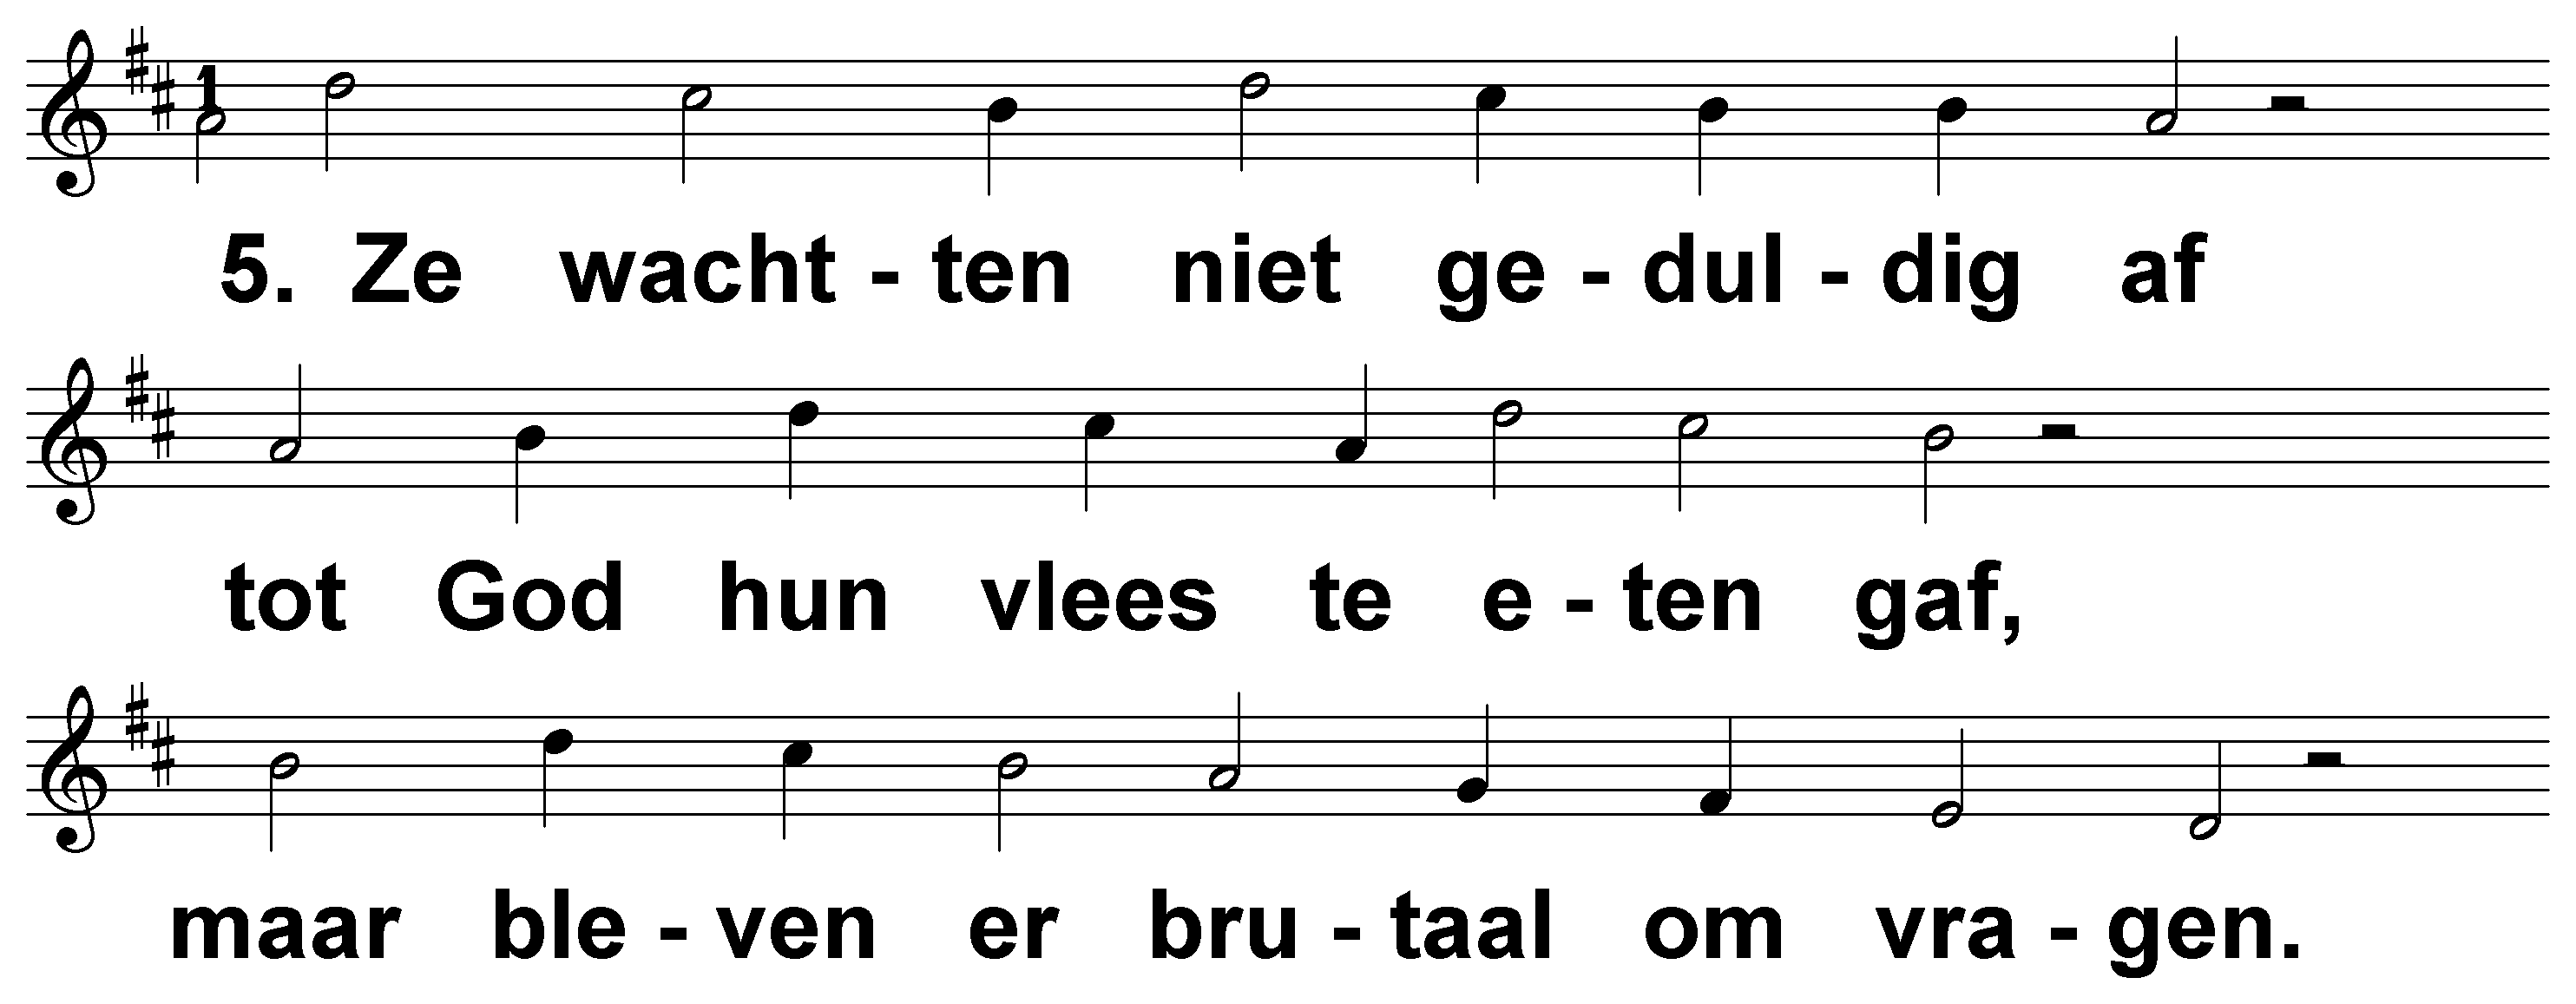 1
5. Ze wacht - ten niet ge - dul - dig af
tot God hun vlees te e - ten gaf,
maar ble - ven er bru - taal om vra - gen.